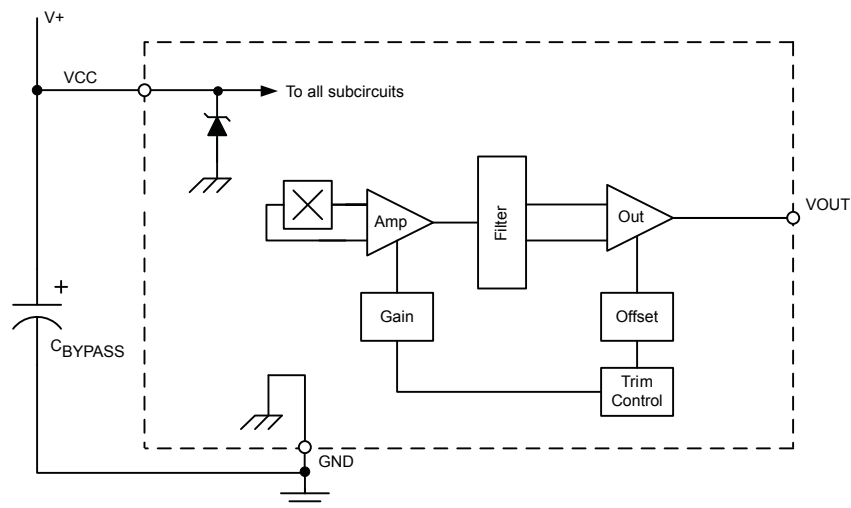 V+
VCC
To all subcircuits
Amp
Filter
Out
VOUT
Gain
Offset
+
CBYPASS
Trim
Control
GND